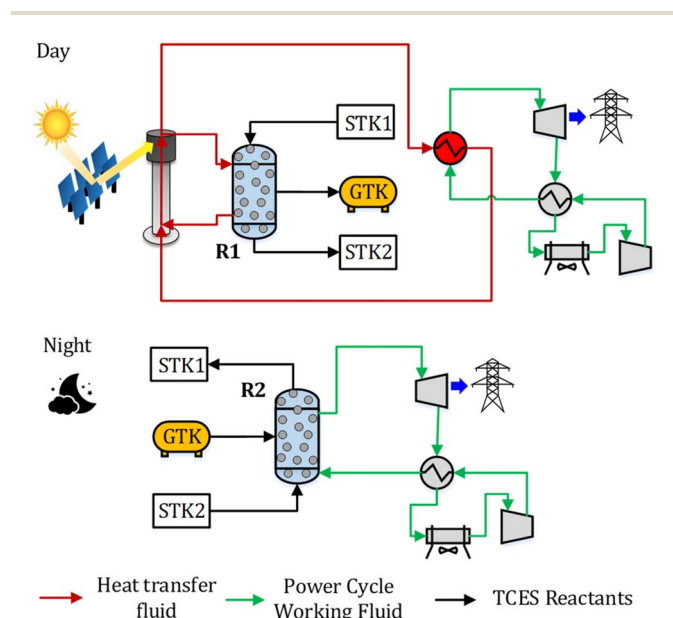 Day
STK1
GTK
STK2
R1
Night
STK1
R2
GTK
STK2
Heat transfer
fluid
Power Cycle
Working Fluid
TCES Reactants